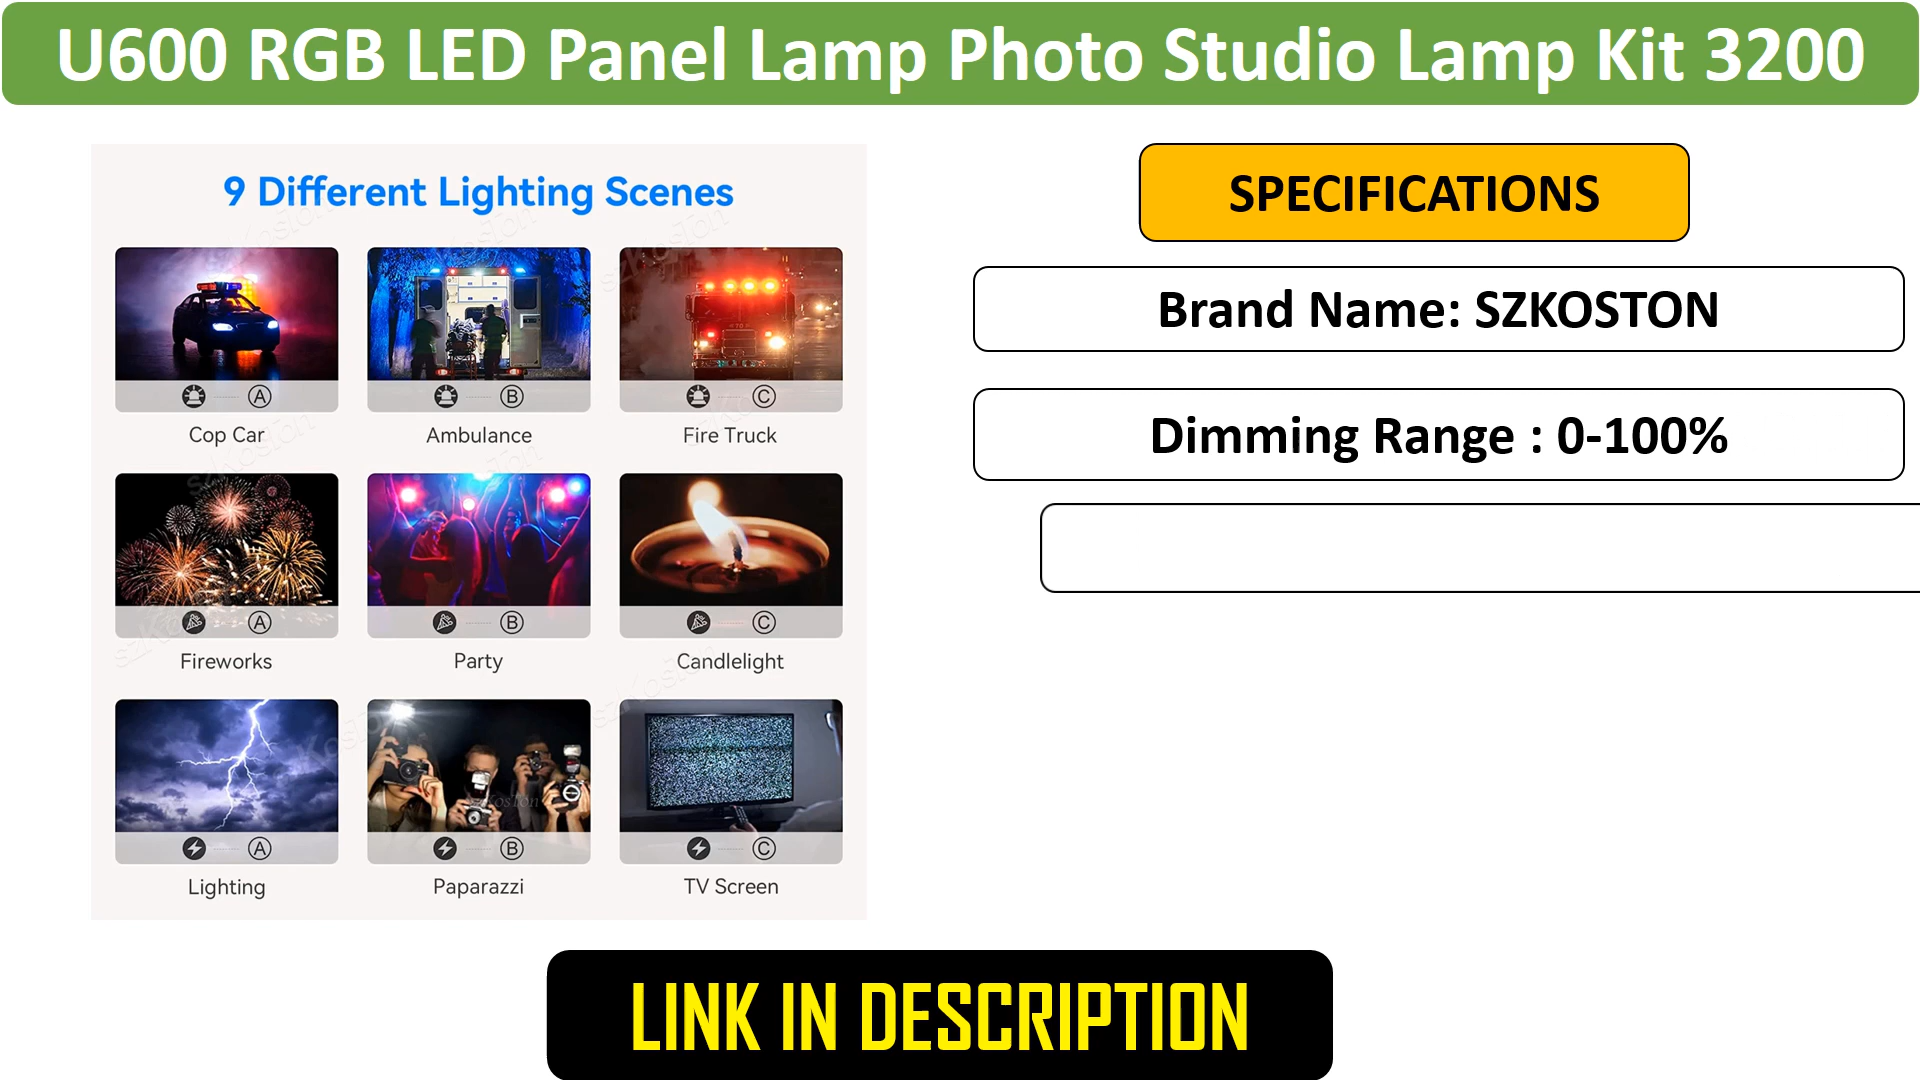 U600 RGB LED Panel Lamp Photo Studio Lamp Kit 3200
9 Different Lighting Scenes
A
B
C
Cop Car
Ambulance
Fire Truck
A
B
C
Fireworks
Party
Candlelight
A
B
C
Lighting
Paparazzi
TV Screen
SPECIFICATIONS
Brand Name: SZKOSTON
Dimming Range : 0-100%
LINK IN DESCRIPTION